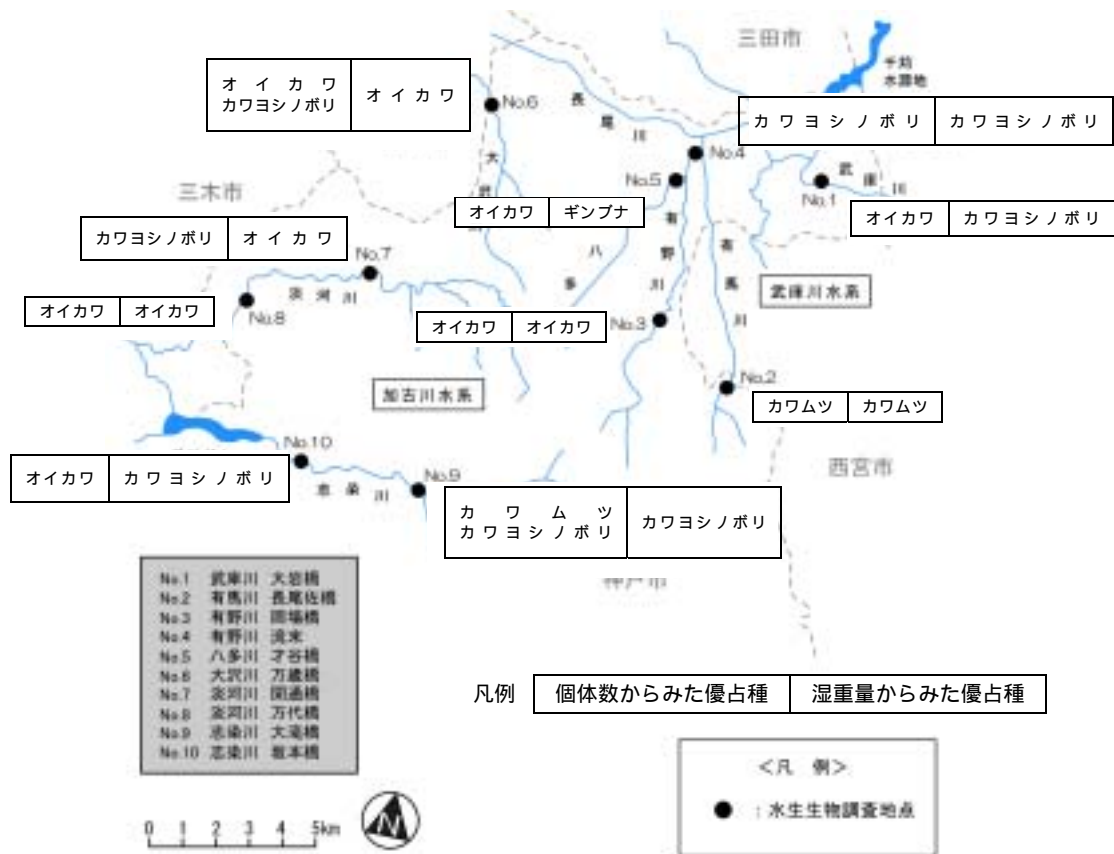 三田市
千苅
水源地
オイカワ
カワヨシノボリ
オイカワ
No.6
長尾川
カワヨシノボリ
カワヨシノボリ
No.4
No.5
武庫川
No.1
三木市
オイカワ
ギンブナ
オイカワ
カワヨシノボリ
カワヨシノボリ
オイカワ
No.7
八多
有野川
有馬川
武庫川水系
オイカワ
オイカワ
No.8
淡河川
オイカワ
オイカワ
No.3
加古川水系
No.2
カワムツ
カワムツ
No.10
西宮市
オイカワ
カワヨシノボリ
志染川
No.9
カワムツ
カワヨシノボリ
カワヨシノボリ
神戸市
No.1 武庫川 大岩橋
No.2 有馬川 長尾佐橋
No.3 有野川 岡場橋
No.4 有野川 流末
No.5 八多川 才谷橋
No.6 大沢川 万歳橋
No.7 淡河川
No.8 淡河川 万代橋
No.9 志染川 大滝橋
No.10 志染川 坂本橋
凡例 個体数からみた優占種 湿重量からみた優占種
<凡 例>
● : 水生生物調査地点
0 1 2 3 4 5km
N